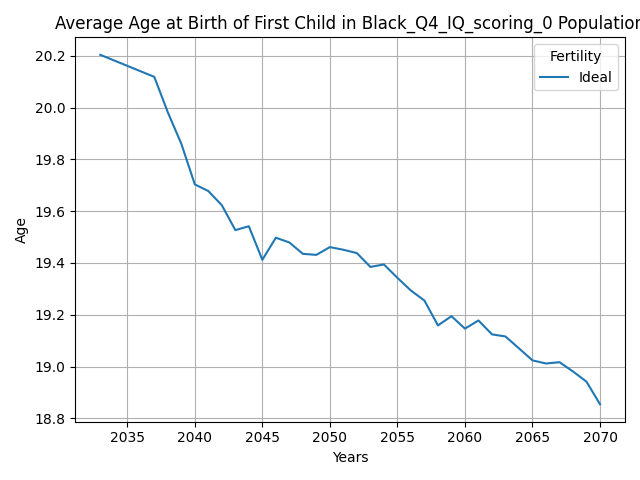 Average Age at Birth of First Child in Black_Q4_IQ_scoring_0 Population
Fertility
Ideal
20.2
20.0
19.8
19.6
19.4
19.2
19.0
18.8
Age
2035 2040 2045 2050 2055 2060 2065 2070
Years